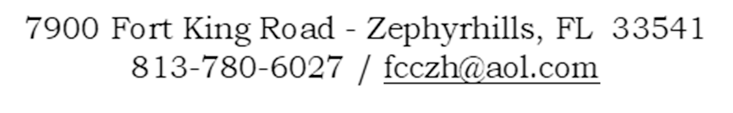 7900 Fort King Road - Zephyrhills, FL  33541
813-780-6027 / fcczh@aol.com